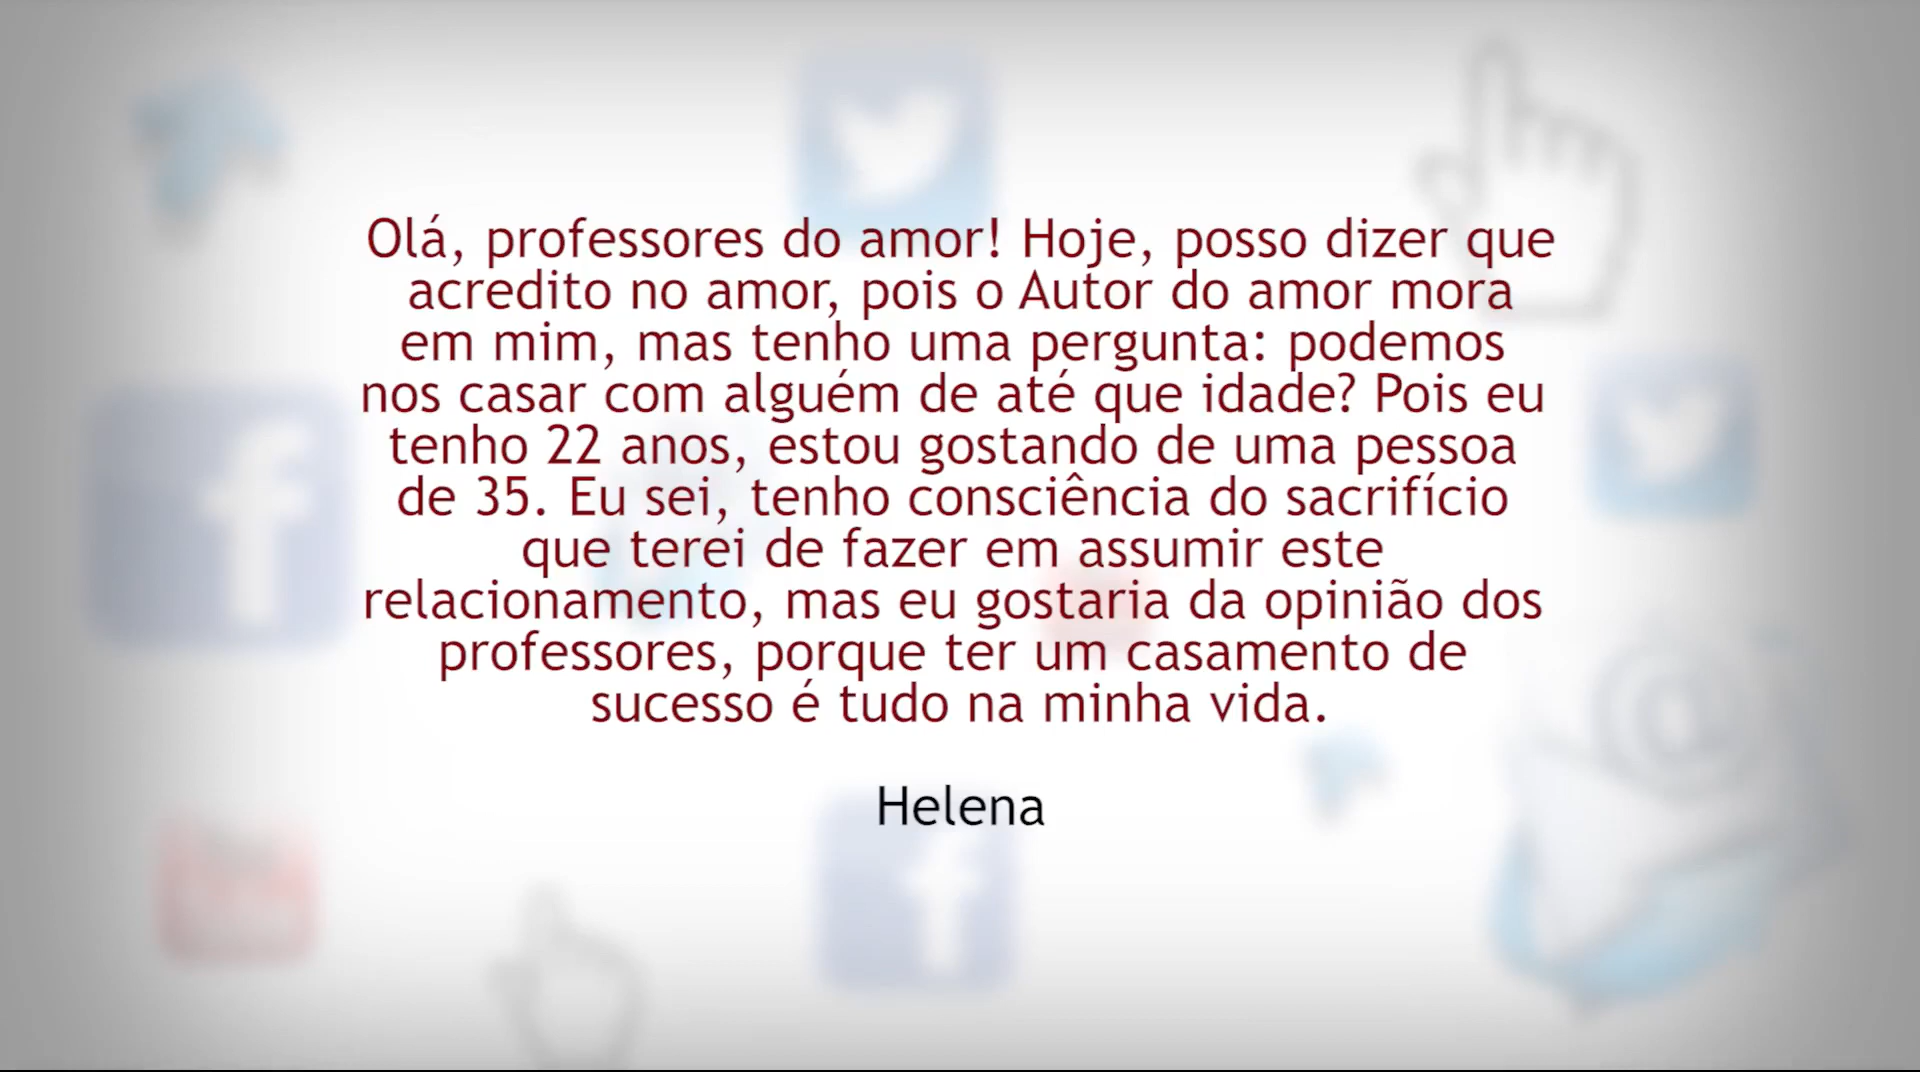 Olá, professores do amor! Hoje, posso dizer que
acredito no amor, pois o Autor do amor mora
em mim, mas tenho uma pergunta: podemos
nos casar com alguém de até que idade? Pois eu
tenho 22 anos, estou gostando de uma pessoa
de 35. Eu sei, tenho consciência do sacrifício
que terei de fazer em assumir este
relacionamento, mas eu gostaria da opinião dos
professores, porque ter um casamento de
sucesso é tudo na minha vida.
Helena